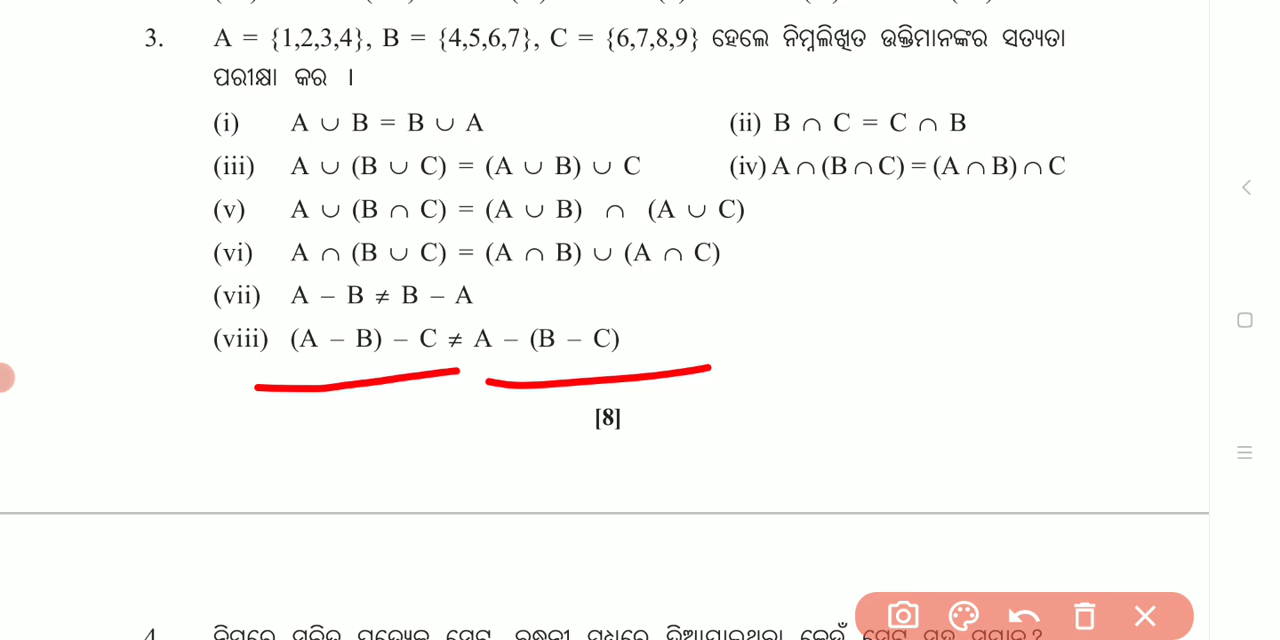 3. A = {1,2,3,4}, B = {4,5,6,7}, C = {6,7,8,9} ହେଲେ ନିମ୍ନଲିଖିତ ଉକ୍ତିମାନଙ୍କର ସତ୍ୟତା
ପରୀକ୍ଷା କର ।
(i) A ∪ B = B ∪ A (ii) B ∩ C = C ∩ B
(iii) A ∪ (B ∪ C) = (A ∪ B) ∪ C (iv) A ∩ (B ∩ C) = (A ∩ B) ∩ C
(v) A ∪ (B ∩ C) = (A ∪ B) ∩ (A ∪ C)
(vi) A ∩ (B ∪ C) = (A ∩ B) ∪ (A ∩ C)
(vii) A – B ≠ B – A
(viii) (A – B) – C ≠ A – (B – C)
[8]